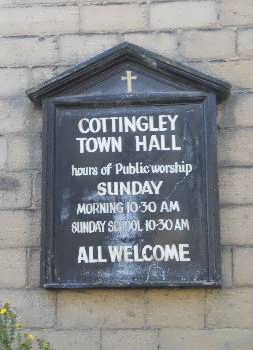 COTTINGLEY
TOWN HALL
hours of Public worship
SUNDAY
MORNING 10-30 AM
SUNDAY SCHOOL 10-30 AM
ALL WELCOME